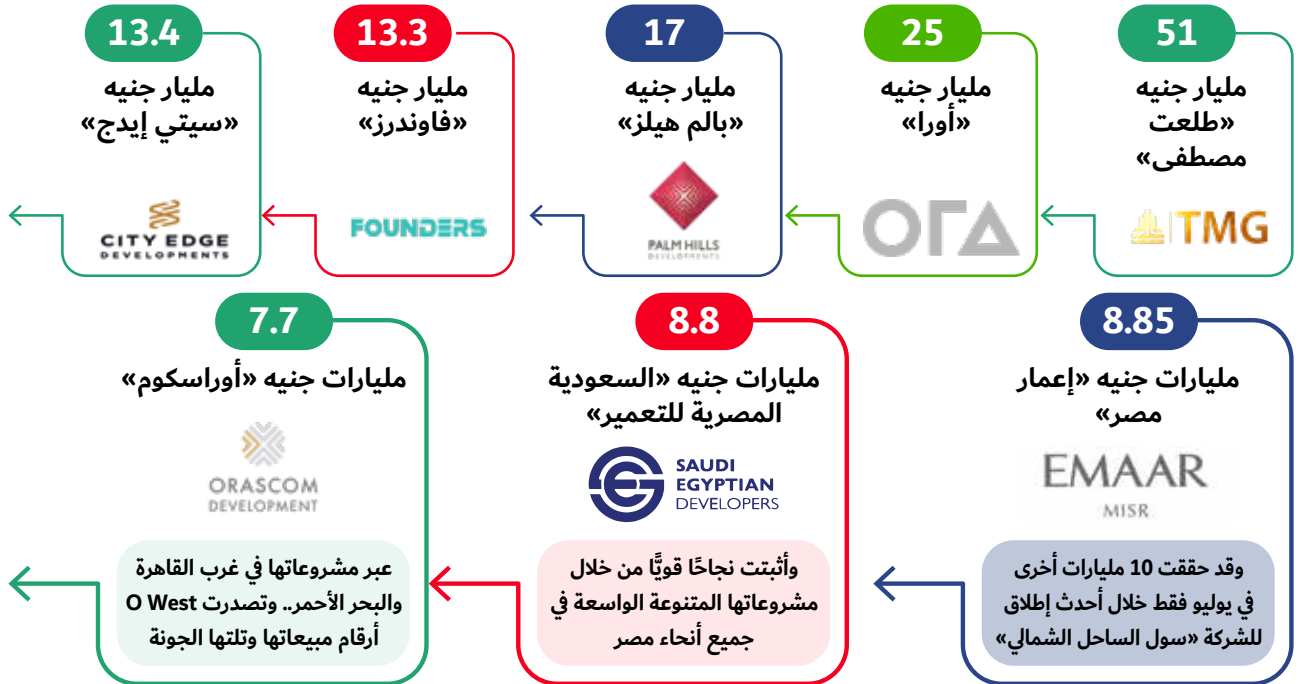 51
مليار جنيه
«طلعت
مصطفى»
TMG
25
مليار جنيه
«أورا»
OΓΔ
17
مليار جنيه
«بالم هيلز»
PALM HILLS
DEVELOPMENTS
13.3
مليار جنيه
«فاوندرز»
FOUNDERS
13.4
مليار جنيه
«سيتي إيدج»
CITY EDGE
DEVELOPMENTS
8.85
مليارات جنيه «إعمار
مصر»
EMAAR
MISR
وقد حققت 10 مليارات أخرى
في يوليو فقط خلال أحدث إطلاق
للشركة «سول الساحل الشمالي»
8.8
مليارات جنيه «السعودية
المصرية للتعمير»
SAUDI
EGYPTIAN
DEVELOPERS
وأثبتت نجاحًا قويًّا من خلال
مشروعاتها المتنوعة الواسعة في
جميع أنحاء مصر
7.7
مليارات جنيه «أوراسكوم»
ORASCOM
DEVELOPMENT
عبر مشروعاتها في غرب القاهرة
والبحر الأحمر.. وتصدرت O West
أرقام مبيعاتها وتلتها الجونة